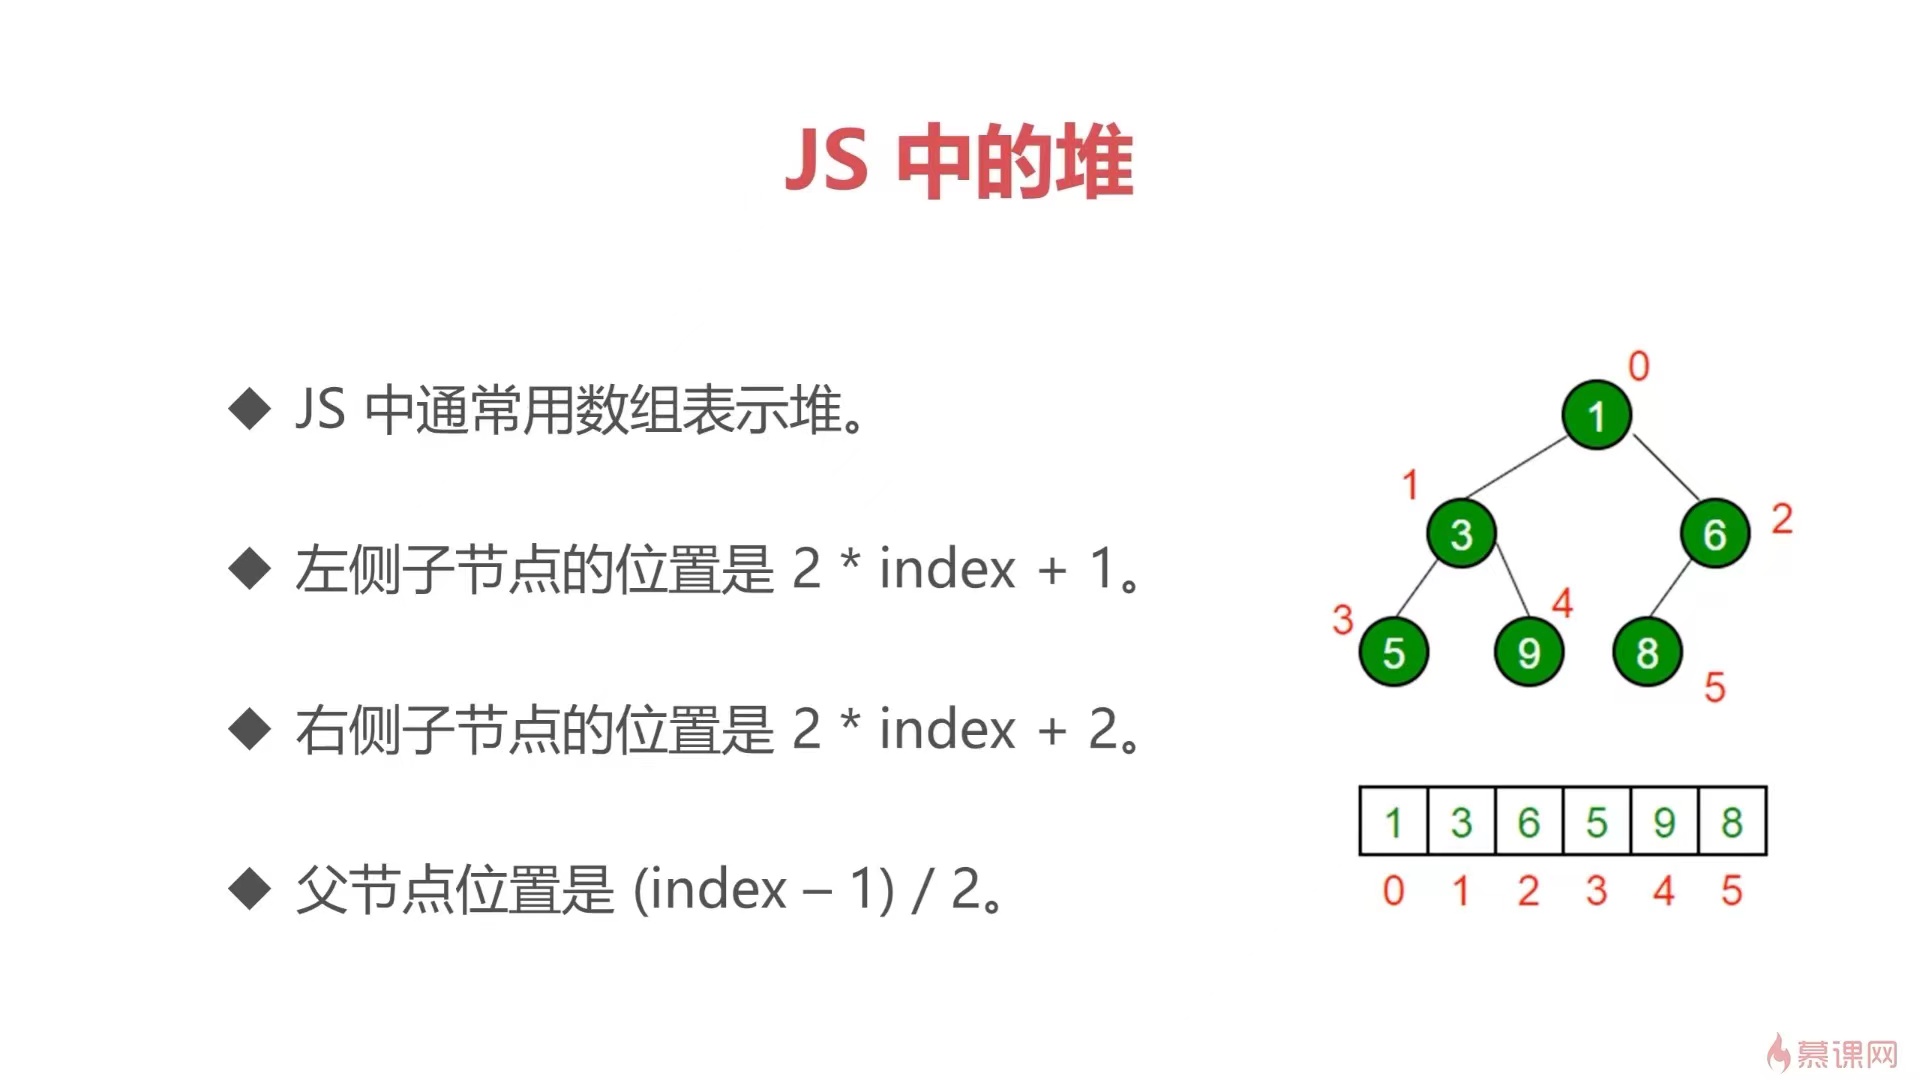 JS 中的堆
◆ JS 中通常用数组表示堆。
◆ 左侧子节点的位置是 2 * index + 1。
◆ 右侧子节点的位置是 2 * index + 2。
◆ 父节点位置是 (index – 1) / 2。
0
1
1
3
6
2
3
4
5
9
8
5
1 3 6 5 9 8
0 1 2 3 4 5
慕课网